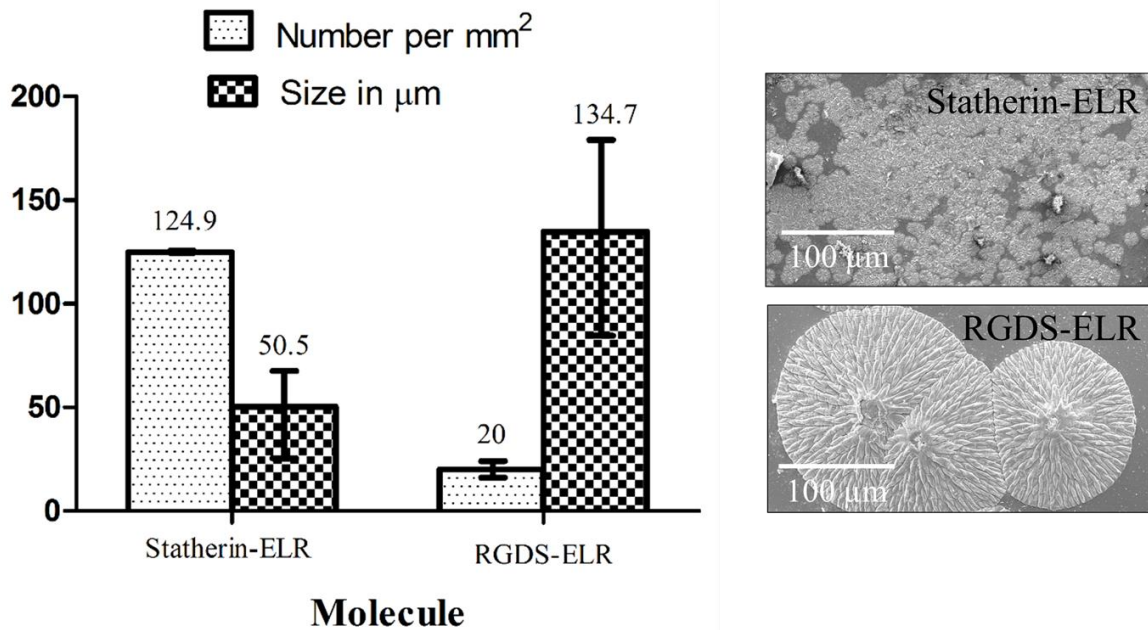 Number per mm²
Size in μm
200
150
100
50
0
124.9
50.5
20
134.7
Statherin-ELR
RGDS-ELR
Molecule
Statherin-ELR
100 μm
RGDS-ELR
100 μm